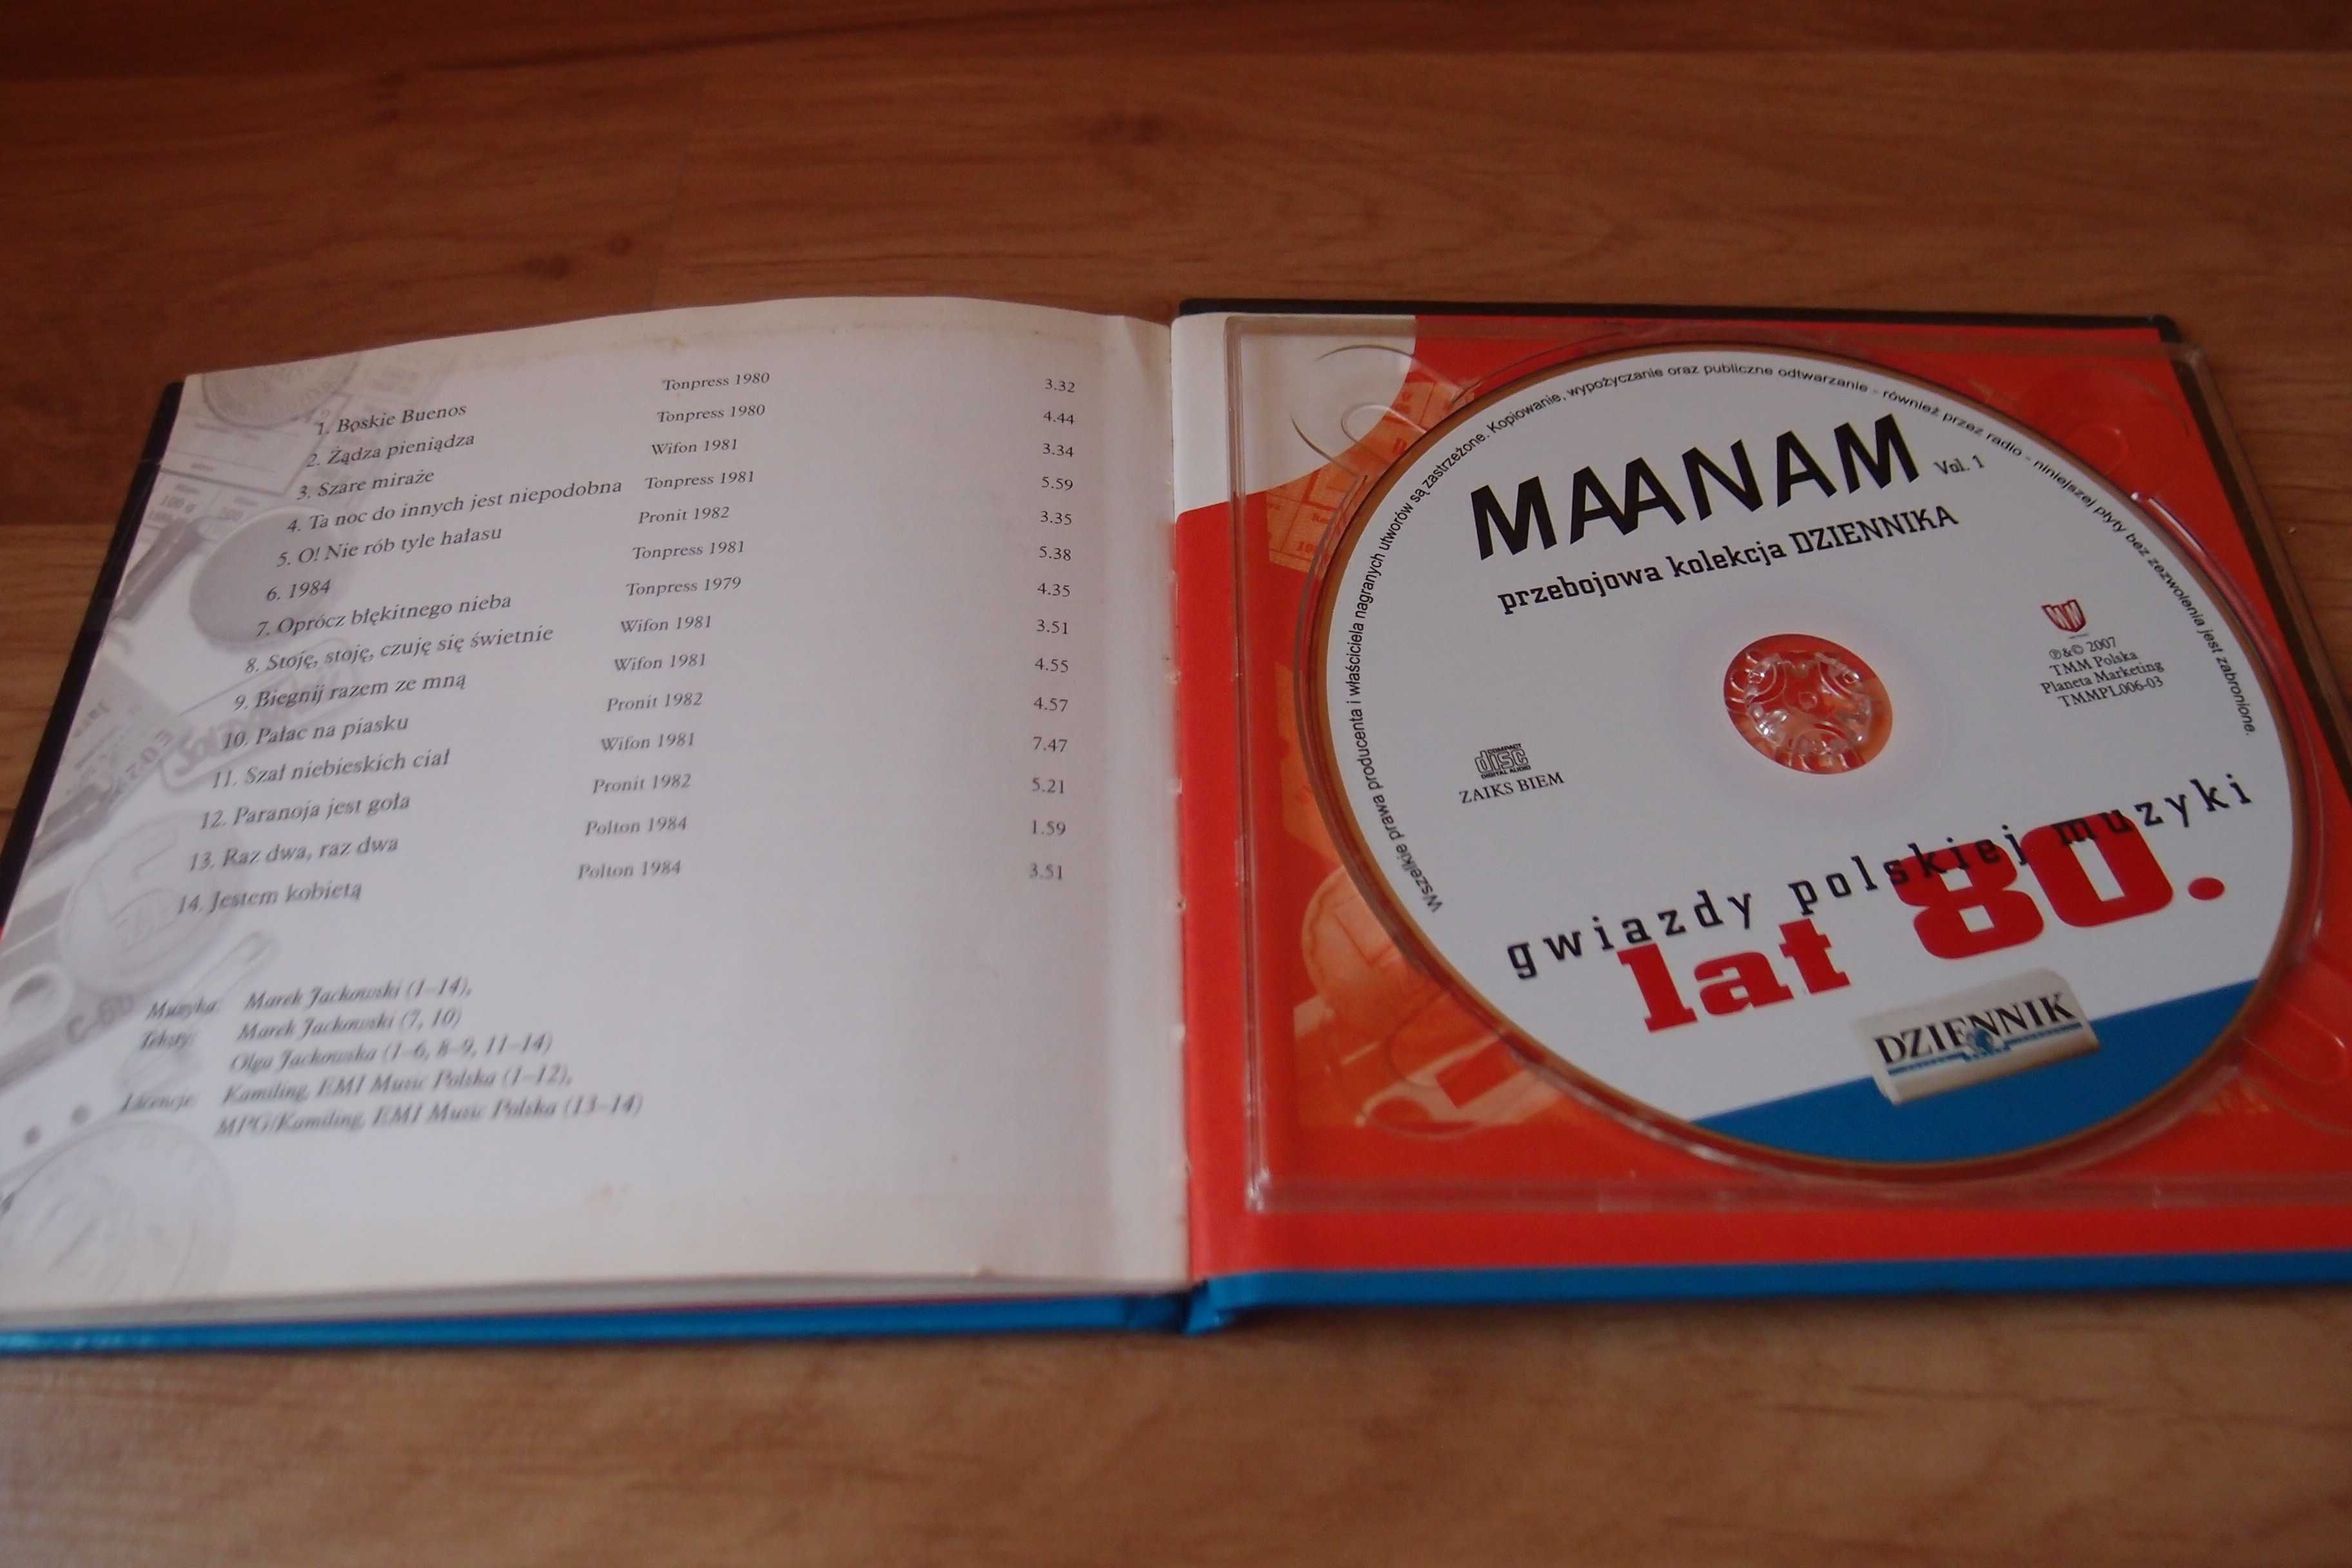 1. Boskie Buenos Tonpress 1980 3.32
2. Żądza pieniądza Tonpress 1980 4.44
3. Szare miraże Wifon 1981 3.34
4. Ta noc do innych jest niepodobna Tonpress 1981 5.59
5. O! Nie rób tyle hałasu Pronit 1982 3.35
6. 1984 Tonpress 1981 5.38
7. Oprócz błękitnego nieba Tonpress 1979 4.35
8. Stoję, stoję, czuję się świetnie Wifon 1981 3.51
9. Biegnij razem ze mną Wifon 1981 4.55
10. Pałac na piasku Pronit 1982 4.57
11. Szał niebieskich ciał Wifon 1981 7.47
12. Paranoja jest goła Pronit 1982 5.21
13. Raz dwa, raz dwa Polton 1984 1.59
14. Jestem kobietą Polton 1984 3.51
Muzyka: Marek Jackowski (1-14),
Teksty: Marek Jackowski (7, 10)
Olga Jackowska (1-6, 8-9, 11-14)
Licencje: Kamiling, EMI Music Polska (1-12),
MPG/Kamiling, EMI Music Polska (13-14)
Wszelkie prawa producenta i właściciela nagranych utworów są zastrzeżone. Kopiowanie, wypożyczanie oraz publiczne odtwarzanie - również przez radio - niniejszej płyty bez zezwolenia jest zabronione.
MAANAM Vol. 1
przebojowa kolekcja DZIENNIKA
℗&© 2007
TMM Polska
Planeta Marketing
TMMPL006-03
COMPACT
disc
DIGITAL AUDIO
ZAIKS BIEM
gwiazdy polskiej muzyki
lat 80.
DZIENNIK